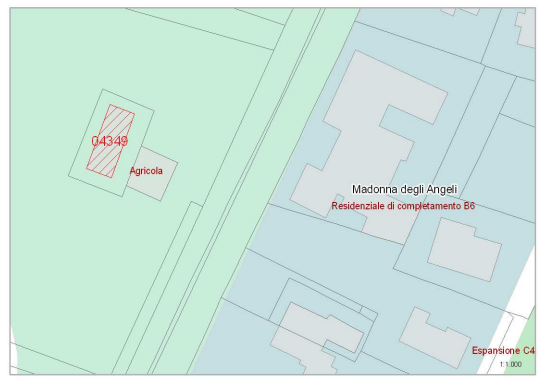 04349
Agricola
Madonna degli Angeli
Residenziale di completamento B6
Espansione C4
1:1.000